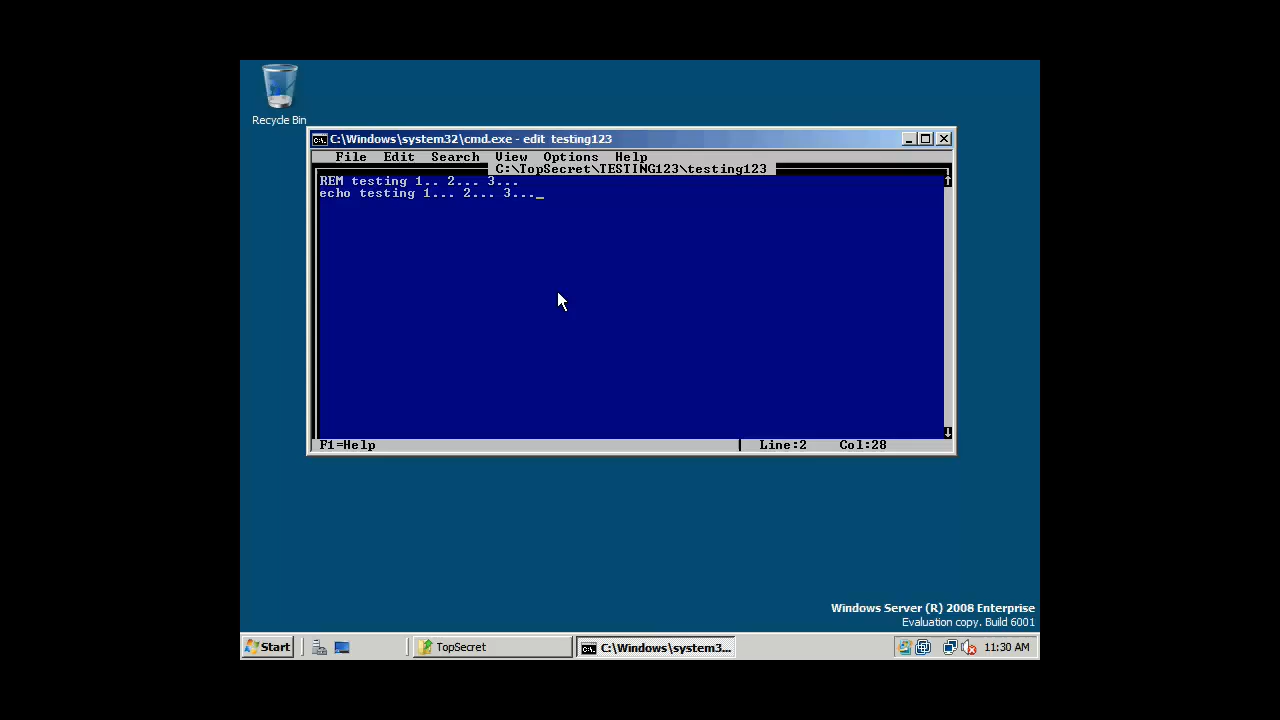 Recycle Bin
C:\Windows\system32\cmd.exe - edit testing123
File Edit Search View Options Help
C:\TopSecret\TESTING123\testing123
REM testing 1.. 2... 3...
echo testing 1... 2... 3..._
F1=Help Line:2 Col:28
Windows Server (R) 2008 Enterprise
Evaluation copy. Build 6001
Start TopSecret C:\Windows\system3... 11:30 AM